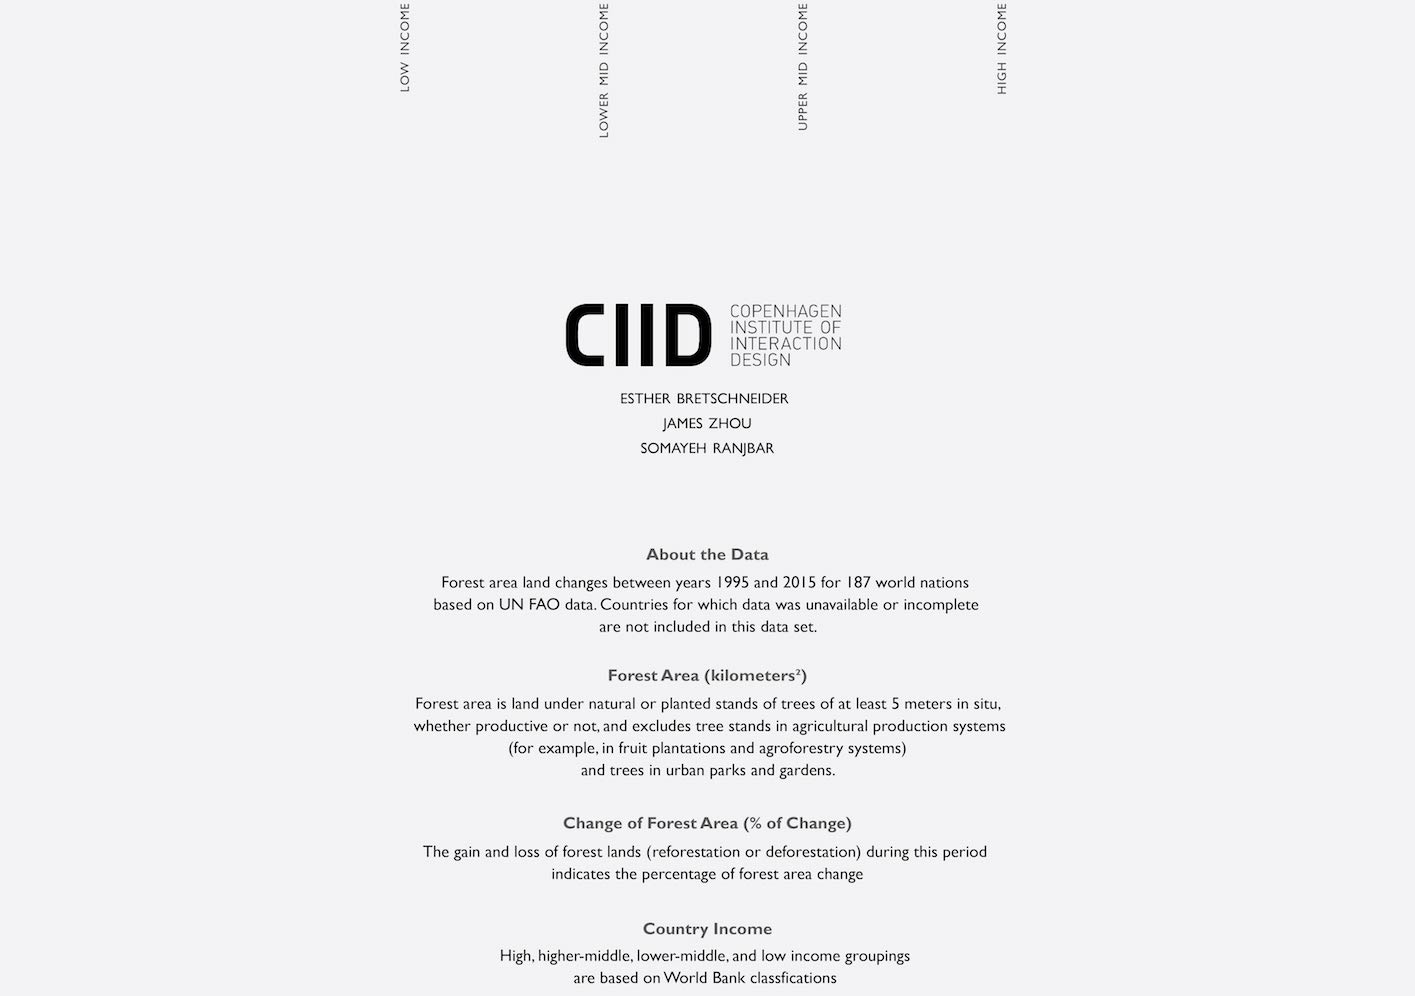 LOW INCOME
LOWER MID INCOME
UPPER MID INCOME
HIGH INCOME
CIID
COPENHAGEN
INSTITUTE OF
INTERACTION
DESIGN
ESTHER BRETSCHNEIDER
JAMES ZHOU
SOMAYEH RANJBAR
About the Data
Forest area land changes between years 1995 and 2015 for 187 world nations
based on UN FAO data. Countries for which data was unavailable or incomplete
are not included in this data set.
Forest Area (kilometers²)
Forest area is land under natural or planted stands of trees of at least 5 meters in situ,
whether productive or not, and excludes tree stands in agricultural production systems
(for example, in fruit plantations and agroforestry systems)
and trees in urban parks and gardens.
Change of Forest Area (% of Change)
The gain and loss of forest lands (reforestation or deforestation) during this period
indicates the percentage of forest area change
Country Income
High, higher-middle, lower-middle, and low income groupings
are based on World Bank classfications